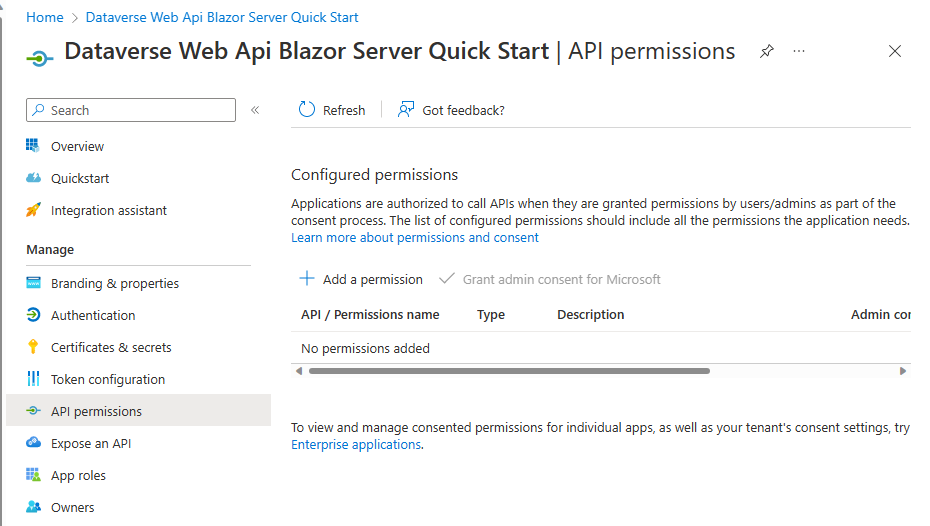 Home > Dataverse Web Api Blazor Server Quick Start
Dataverse Web Api Blazor Server Quick Start | API permissions
Search
Refresh
Got feedback?
Overview
Quickstart
Integration assistant
Manage
Branding & properties
Authentication
Certificates & secrets
Token configuration
API permissions
Expose an API
App roles
Owners
Configured permissions
Applications are authorized to call APIs when they are granted permissions by users/admins as part of the
consent process. The list of configured permissions should include all the permissions the application needs.
Learn more about permissions and consent
Add a permission
Grant admin consent for Microsoft
API / Permissions name Type Description Admin cor
No permissions added
To view and manage consented permissions for individual apps, as well as your tenant's consent settings, try
Enterprise applications.